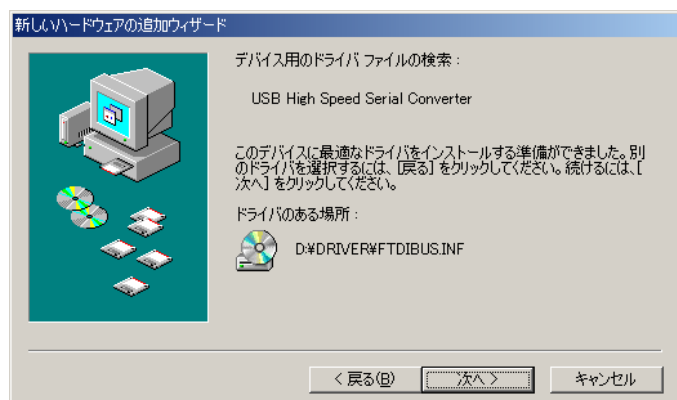 新しいハードウェアの追加ウィザード
デバイス用のドライバ ファイルの検索 :
USB High Speed Serial Converter
このデバイスに最適なドライバをインストールする準備ができました。別
のドライバを選択するには、[戻る] をクリックしてください。続けるには、[
次へ] をクリックしてください。
ドライバのある場所 :
D:¥DRIVER¥FTDIBUS.INF
< 戻る(B)
次へ >
キャンセル